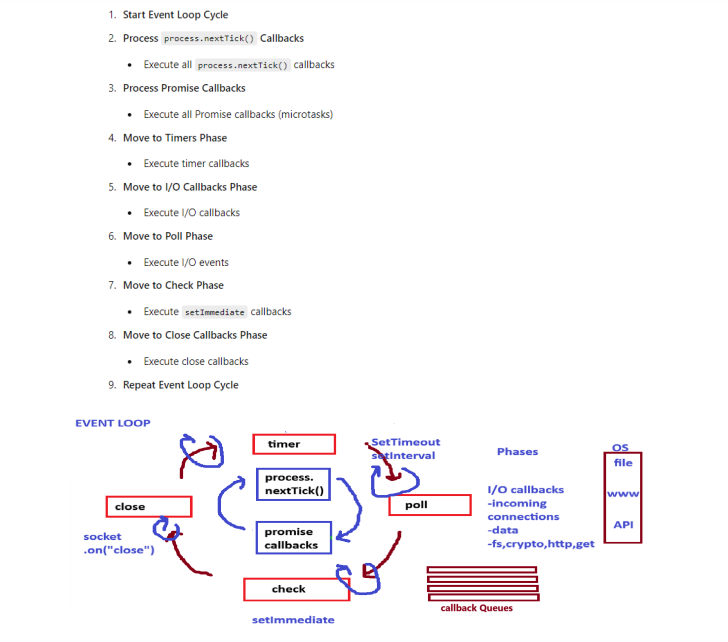 1. Start Event Loop Cycle
2. Process process.nextTick() Callbacks
• Execute all process.nextTick() callbacks
3. Process Promise Callbacks
• Execute all Promise callbacks (microtasks)
4. Move to Timers Phase
• Execute timer callbacks
5. Move to I/O Callbacks Phase
• Execute I/O callbacks
6. Move to Poll Phase
• Execute I/O events
7. Move to Check Phase
• Execute setImmediate callbacks
8. Move to Close Callbacks Phase
• Execute close callbacks
9. Repeat Event Loop Cycle
EVENT LOOP
timer
SetTimeout
setInterval
Phases
OS
file
www
API
process.
nextTick()
I/O callbacks
-incoming
connections
-data
-fs,crypto,http,get
close
poll
socket
.on("close")
promise
callbacks
check
setImmediate
callback Queues